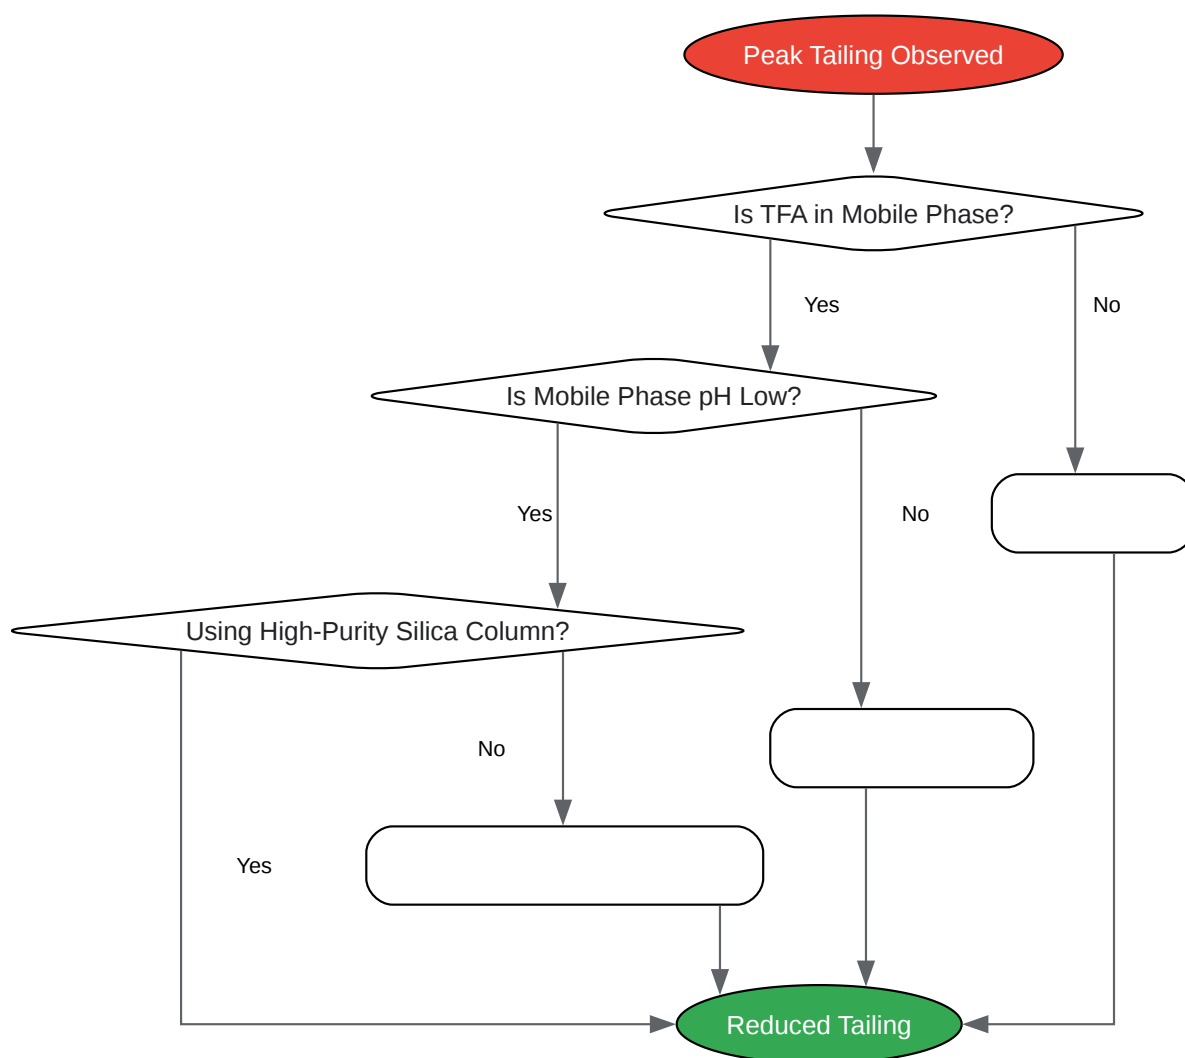 Peak Tailing Observed
Is TFA in Mobile Phase?
Yes
No
Is Mobile Phase pH Low?
Yes
No
Using High-Purity Silica Column?
No
Yes
Reduced Tailing